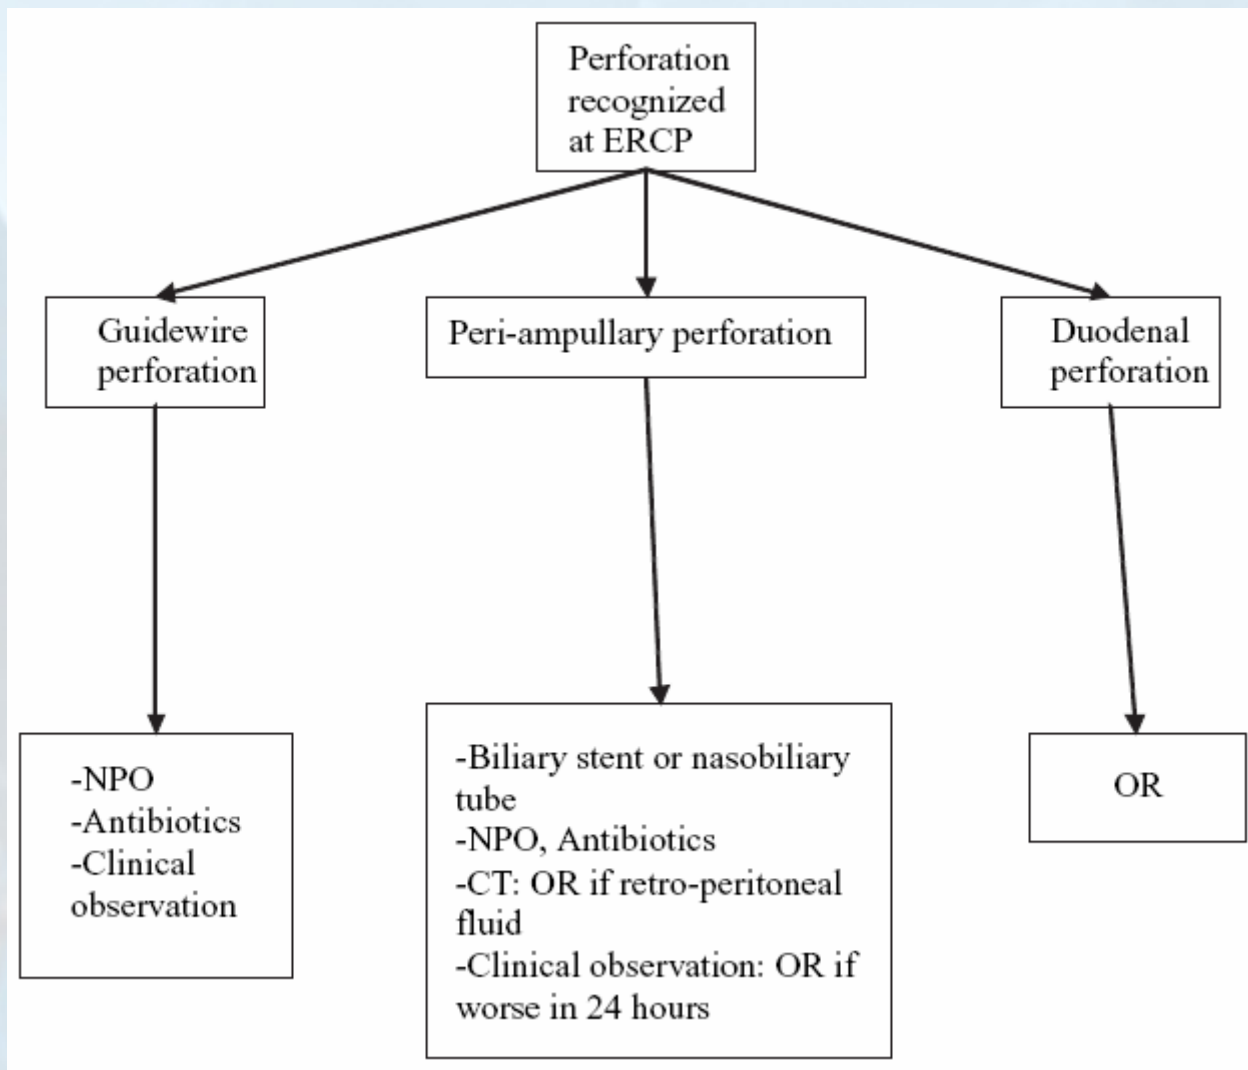 Perforation
recognized
at ERCP
Guidewire
perforation
Peri-ampullary perforation
Duodenal
perforation
-NPO
-Antibiotics
-Clinical
observation
-Biliary stent or nasobiliary
tube
-NPO, Antibiotics
-CT: OR if retro-peritoneal
fluid
-Clinical observation: OR if
worse in 24 hours
OR